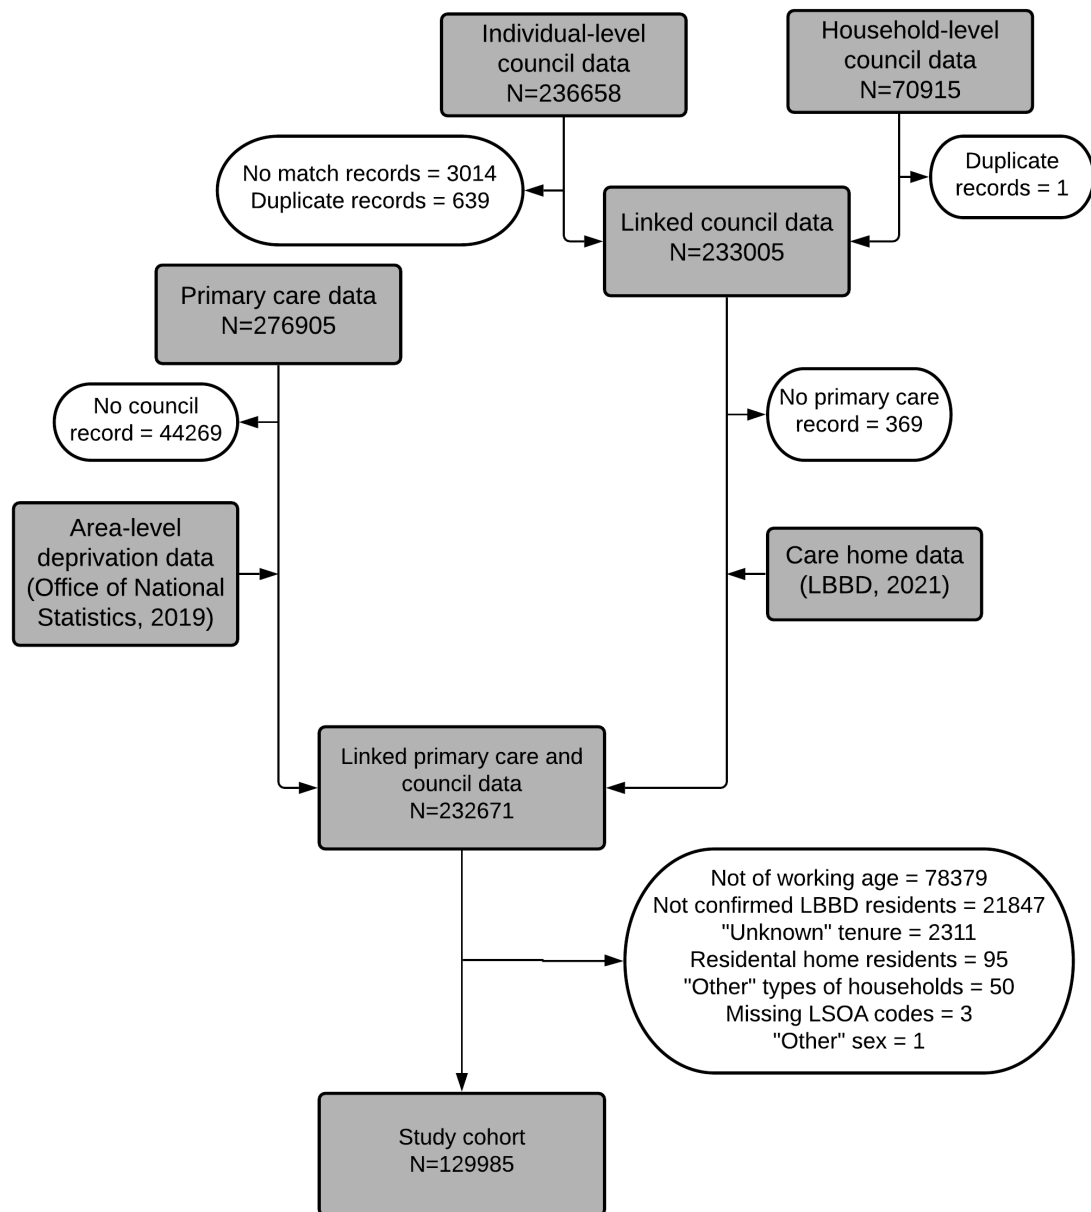 Individual-level
council data
N=236658
Household-level
council data
N=70915
No match records = 3014
Duplicate records = 639
Duplicate
records = 1
Linked council data
N=233005
Primary care data
N=276905
No council
record = 44269
No primary care
record = 369
Area-level
deprivation data
(Office of National
Statistics, 2019)
Care home data
(LBBD, 2021)
Linked primary care and
council data
N=232671
Not of working age = 78379
Not confirmed LBBD residents = 21847
"Unknown" tenure = 2311
Residental home residents = 95
"Other" types of households = 50
Missing LSOA codes = 3
"Other" sex = 1
Study cohort
N=129985